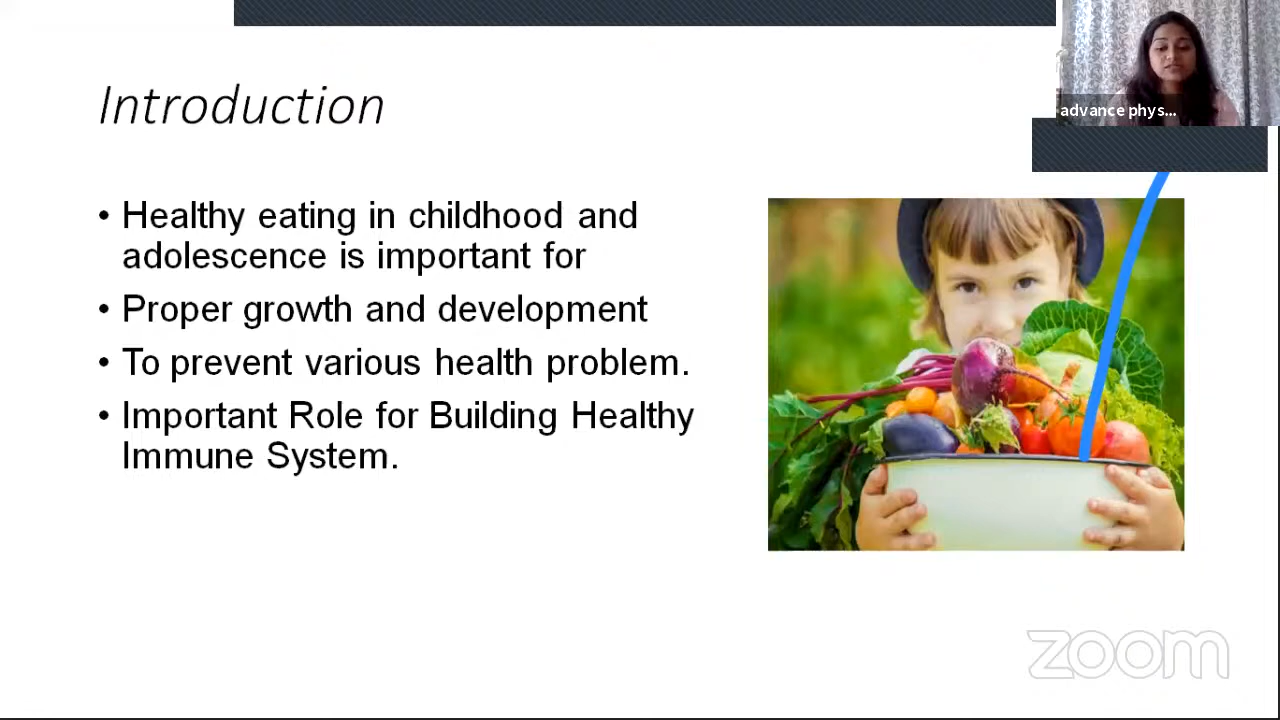 Introduction
advance phys...
• Healthy eating in childhood and
adolescence is important for
• Proper growth and development
• To prevent various health problem.
• Important Role for Building Healthy
Immune System.
zoom